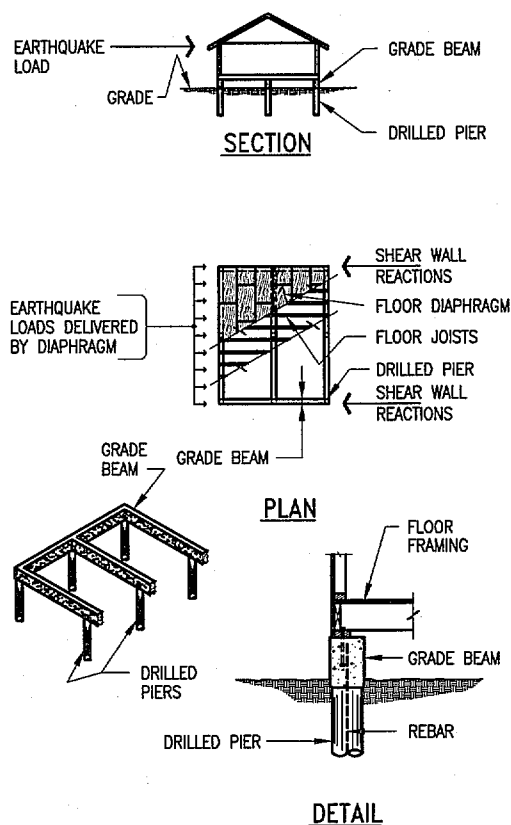 EARTHQUAKE
LOAD
GRADE
GRADE BEAM
DRILLED PIER
SECTION
EARTHQUAKE
LOADS DELIVERED
BY DIAPHRAGM
SHEAR WALL
REACTIONS
FLOOR DIAPHRAGM
FLOOR JOISTS
DRILLED PIER
SHEAR WALL
REACTIONS
GRADE BEAM
PLAN
GRADE
BEAM
DRILLED
PIERS
FLOOR
FRAMING
GRADE BEAM
DRILLED PIER
REBAR
DETAIL